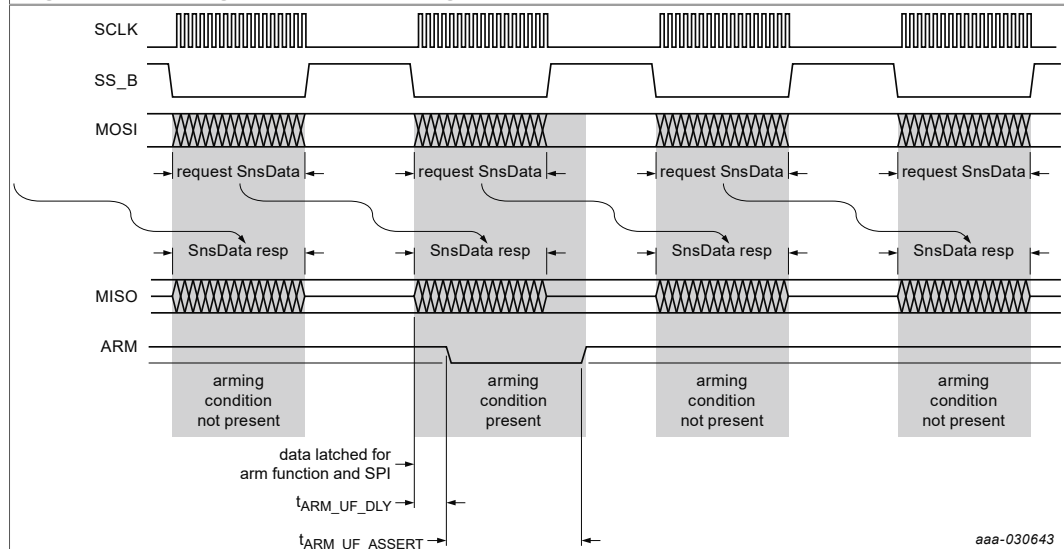 SCLK
SS_B
MOSI
request SnsData request SnsData request SnsData request SnsData
SnsData resp SnsData resp SnsData resp SnsData resp
MISO
ARM
arming arming arming arming
condition condition condition condition
not present present not present not present
data latched for
arm function and SPI
tARM_UF_DLY
tARM_UF_ASSERT
aaa-030643